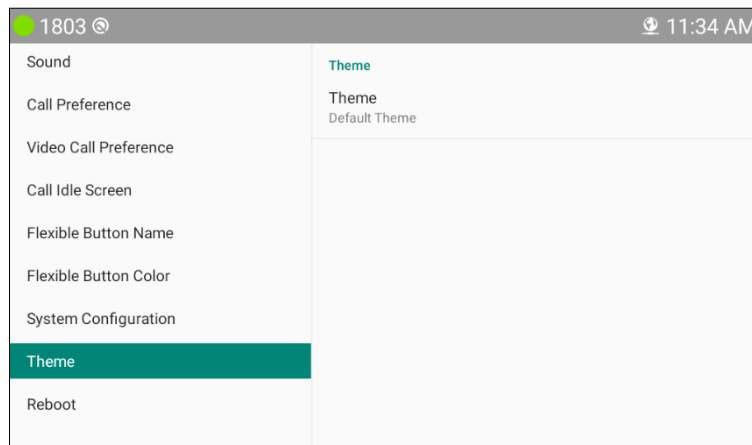 1803 11:34 AM
Sound
Call Preference
Video Call Preference
Call Idle Screen
Flexible Button Name
Flexible Button Color
System Configuration
Theme
Reboot
Theme
Theme
Default Theme